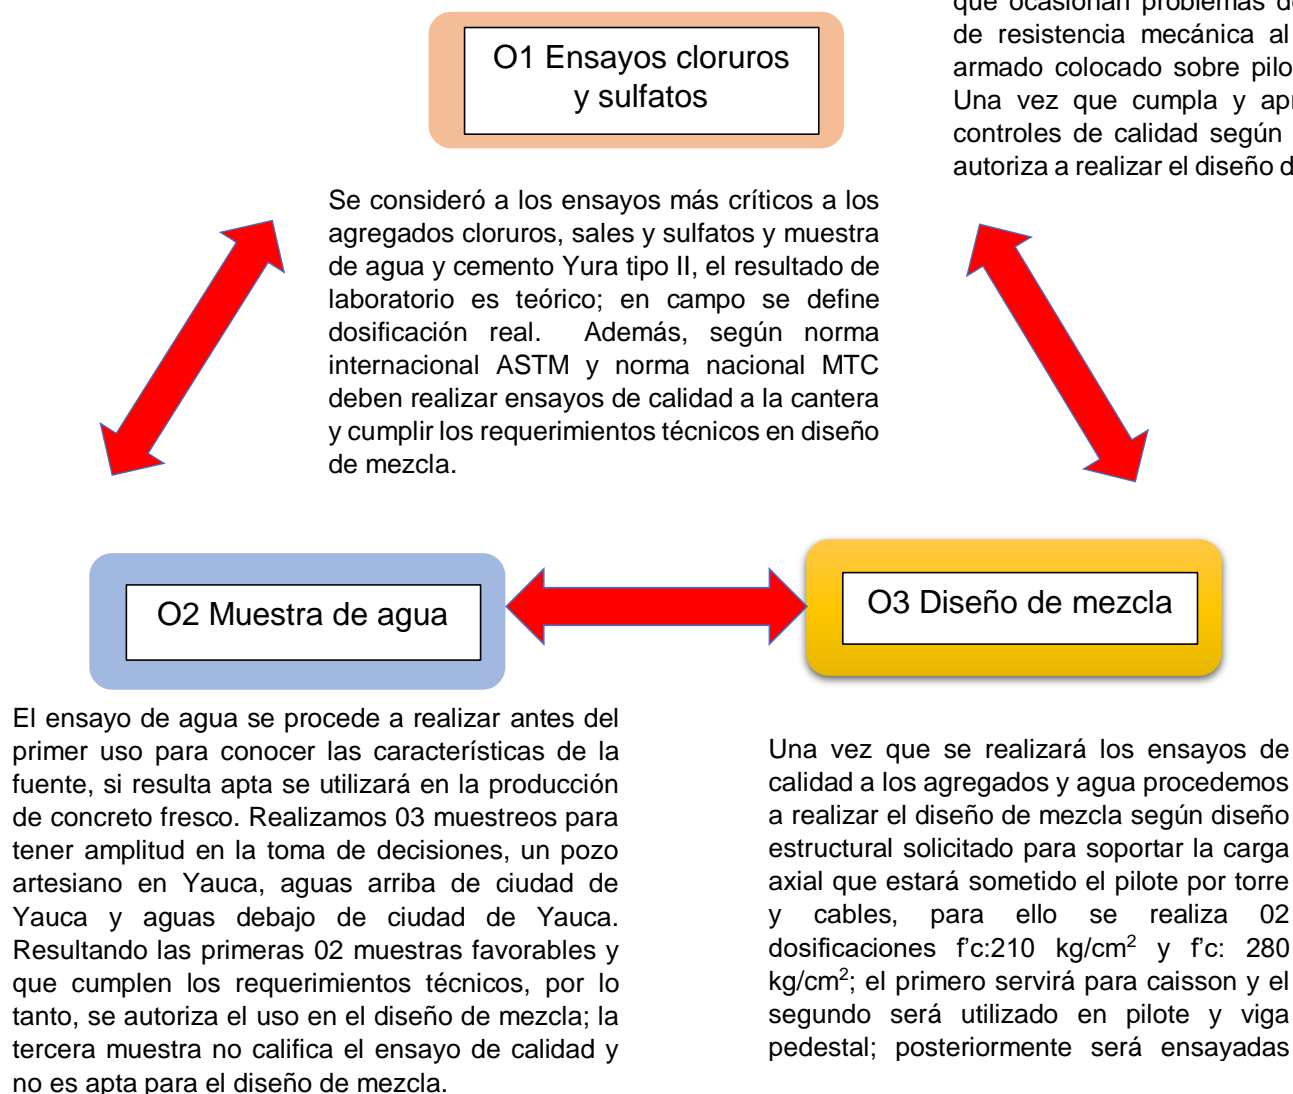 que ocasionan problemas
de resistencia mecánica al
armado colocado sobre
Una vez que cumpla y
controles de calidad según
autoriza a realizar el diseño
O1 Ensayos cloruros
y sulfatos
Se consideró a los ensayos más críticos a los
agregados cloruros, sales y sulfatos y muestra
de agua y cemento Yura tipo II, el resultado de
laboratorio es teórico; en campo se define
dosificación real. Además, según norma
internacional ASTM y norma nacional MTC
deben realizar ensayos de calidad a la cantera
y cumplir los requerimientos técnicos en diseño
de mezcla.
O2 Muestra de agua
O3 Diseño de mezcla
El ensayo de agua se procede a realizar antes del
primer uso para conocer las características de la
fuente, si resulta apta se utilizará en la producción
de concreto fresco. Realizamos 03 muestreos para
tener amplitud en la toma de decisiones, un pozo
artesiano en Yauca, aguas arriba de ciudad de
Yauca y aguas debajo de ciudad de Yauca.
Resultando las primeras 02 muestras favorables y
que cumplen los requerimientos técnicos, por lo
tanto, se autoriza el uso en el diseño de mezcla; la
tercera muestra no califica el ensayo de calidad y
no es apta para el diseño de mezcla.
Una vez que se realizará los ensayos de
calidad a los agregados y agua procedemos
a realizar el diseño de mezcla según diseño
estructural solicitado para soportar la carga
axial que estará sometido el pilote por torre
y cables, para ello se realiza 02
dosificaciones f'c:210 kg/cm² y f'c: 280
kg/cm²; el primero servirá para caisson y el
segundo será utilizado en pilote y viga
pedestal; posteriormente será ensayadas